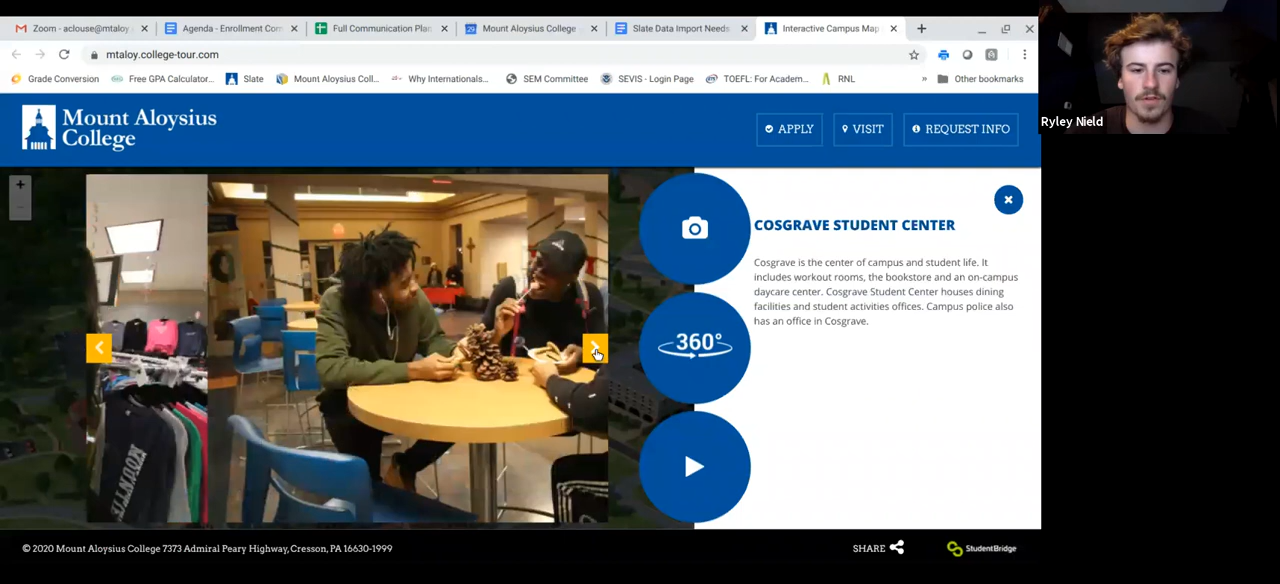 Zoom - aclouse@mtaloy
Agenda - Enrollment Com
Full Communication Plan
Mount Aloysius College
Slate Data Import Needs
Interactive Campus Map
mtaloy.college-tour.com
Grade Conversion
Free GPA Calculator...
Slate
Mount Aloysius Coll...
Why Internationals...
SEM Committee
SEVIS - Login Page
TOEFL: For Academ...
RNL
»
Other bookmarks
Mount Aloysius
College
APPLY
VISIT
REQUEST INFO
Ryley Nield
+
-
COSGRAVE STUDENT CENTER
Cosgrave is the center of campus and student life. It
includes workout rooms, the bookstore and an on-campus
daycare center. Cosgrave Student Center houses dining
facilities and student activities offices. Campus police also
has an office in Cosgrave.
360°
© 2020 Mount Aloysius College 7373 Admiral Peary Highway, Cresson, PA 16630-1999
SHARE
StudentBridge